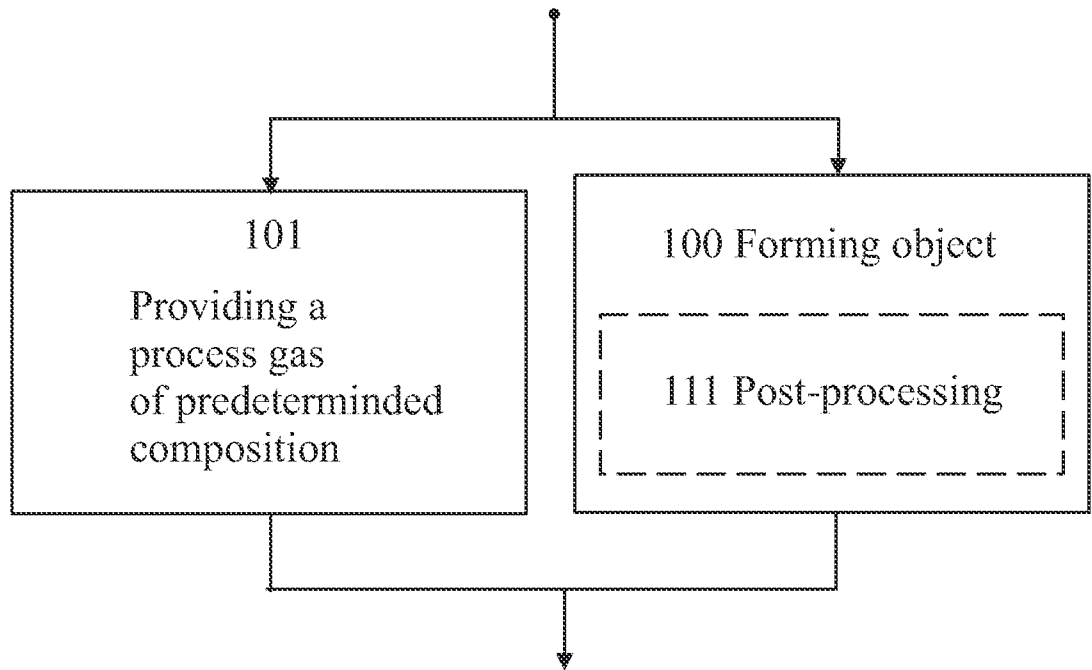 101
Providing a
process gas
of predeterminded
composition
100 Forming object
111 Post-processing